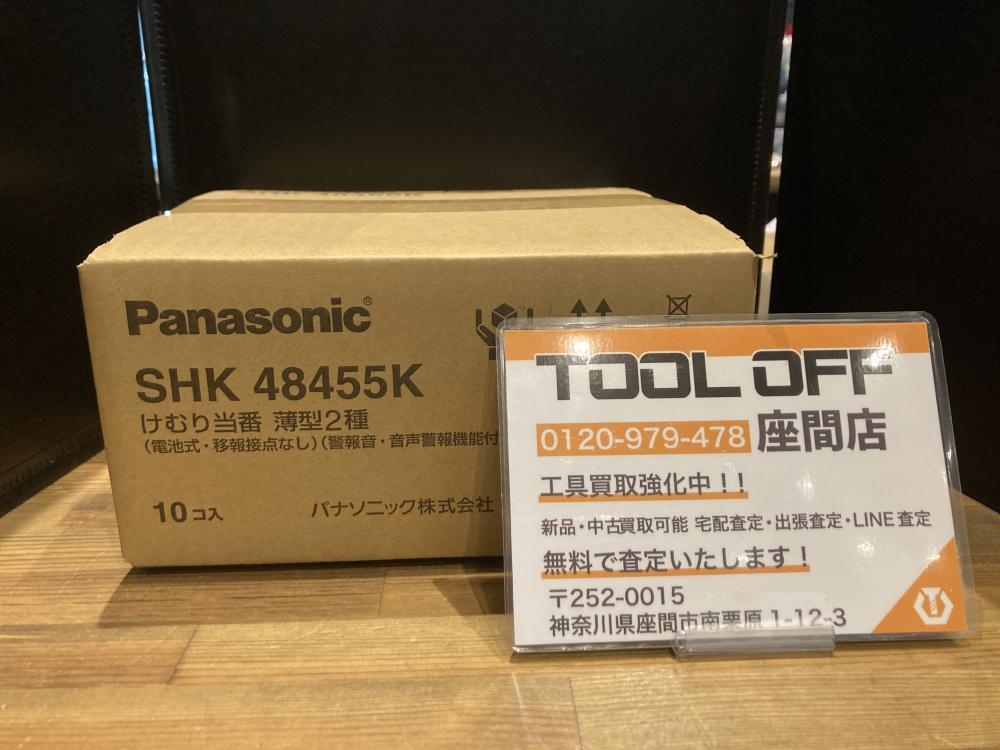 Panasonic®
SHK 48455K
けむり当番 薄型2種
(電池式・移報接点なし)(警報音・音声警報機能付
10コ入
パナソニック株式会社
TOOL OFF
0120-979-478 座間店
工具買取強化中!!
新品・中古買取可能 宅配査定・出張査定・LINE査定
無料で査定いたします!
〒252-0015
神奈川県座間市南栗原 1-12-3